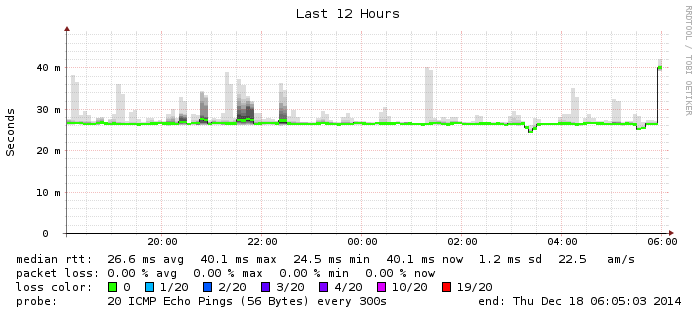 Last 12 Hours
RRDTOOL / TOBI OETIKER
Seconds
40 m
30 m
20 m
10 m
0
20:00 22:00 00:00 02:00 04:00 06:00
median rtt: 26.6 ms avg 40.1 ms max 24.5 ms min 40.1 ms now 1.2 ms sd 22.5 am/s
packet loss: 0.00 % avg 0.00 % max 0.00 % min 0.00 % now
loss color: 0 1/20 2/20 3/20 4/20 10/20 19/20
probe: 20 ICMP Echo Pings (56 Bytes) every 300s end: Thu Dec 18 06:05:03 2014